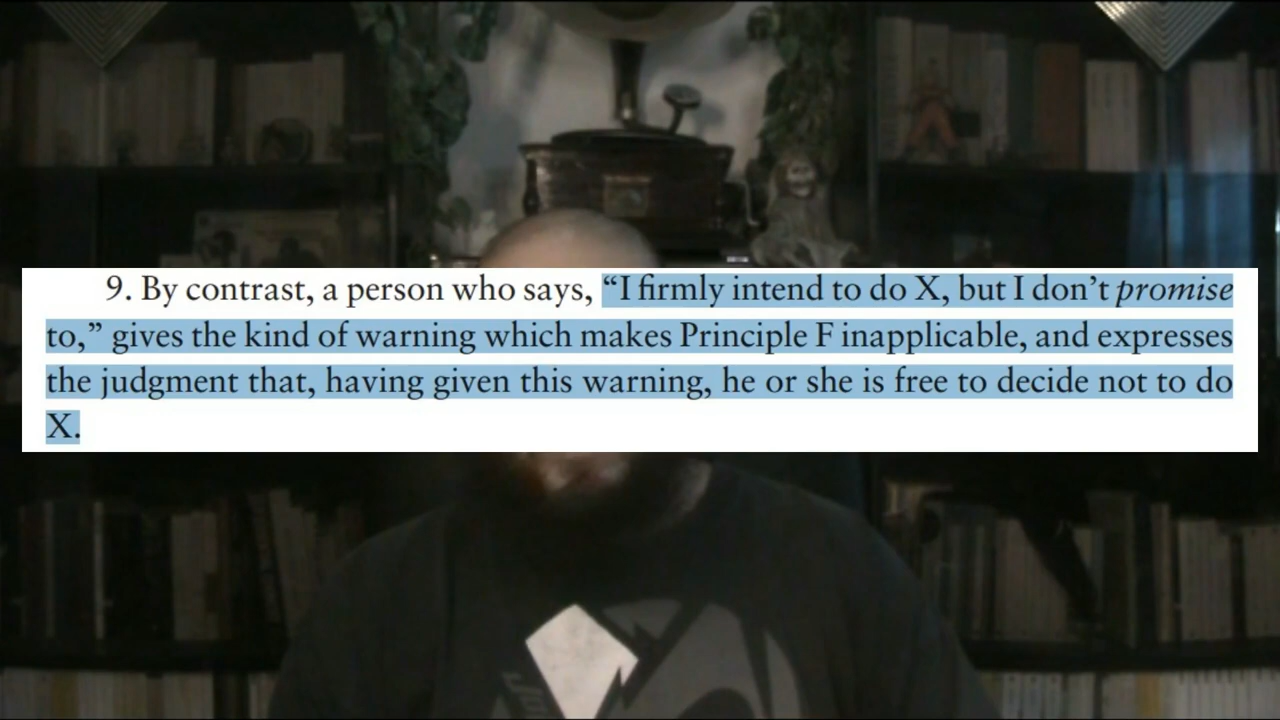 9. By contrast, a person who says, “I firmly intend to do X, but I don’t promise
to,” gives the kind of warning which makes Principle F inapplicable, and expresses
the judgment that, having given this warning, he or she is free to decide not to do
X.